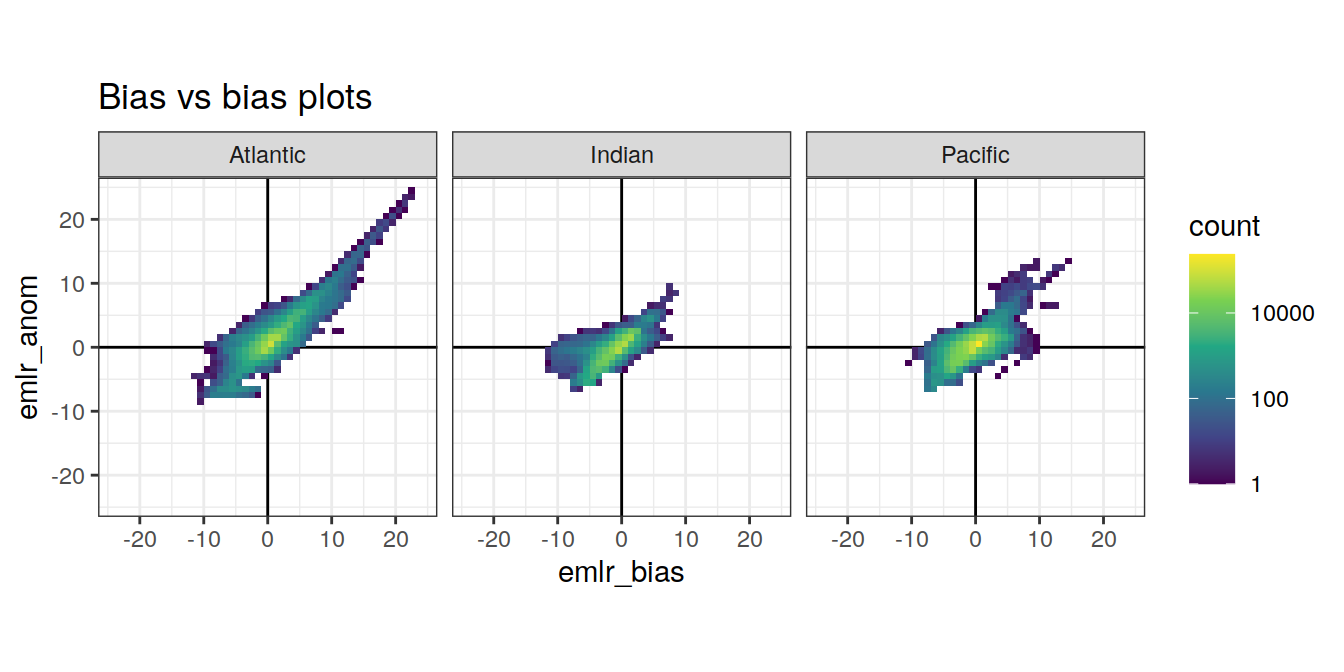 Bias vs bias plots
Atlantic
Indian
Pacific
emlr_anom
20
10
0
-10
-20
-20 -10 0 10 20
-20 -10 0 10 20
-20 -10 0 10 20
emlr_bias
count
10000
100
1